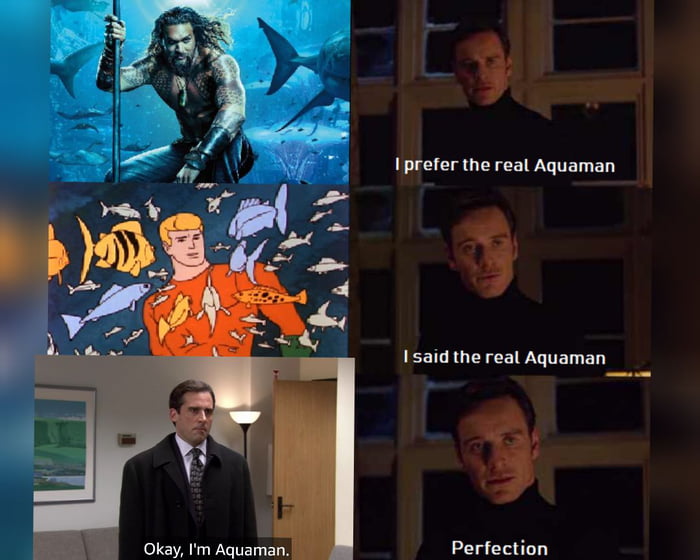 I prefer the real Aquaman
I said the real Aquaman
Okay, I'm Aquaman.
Perfection